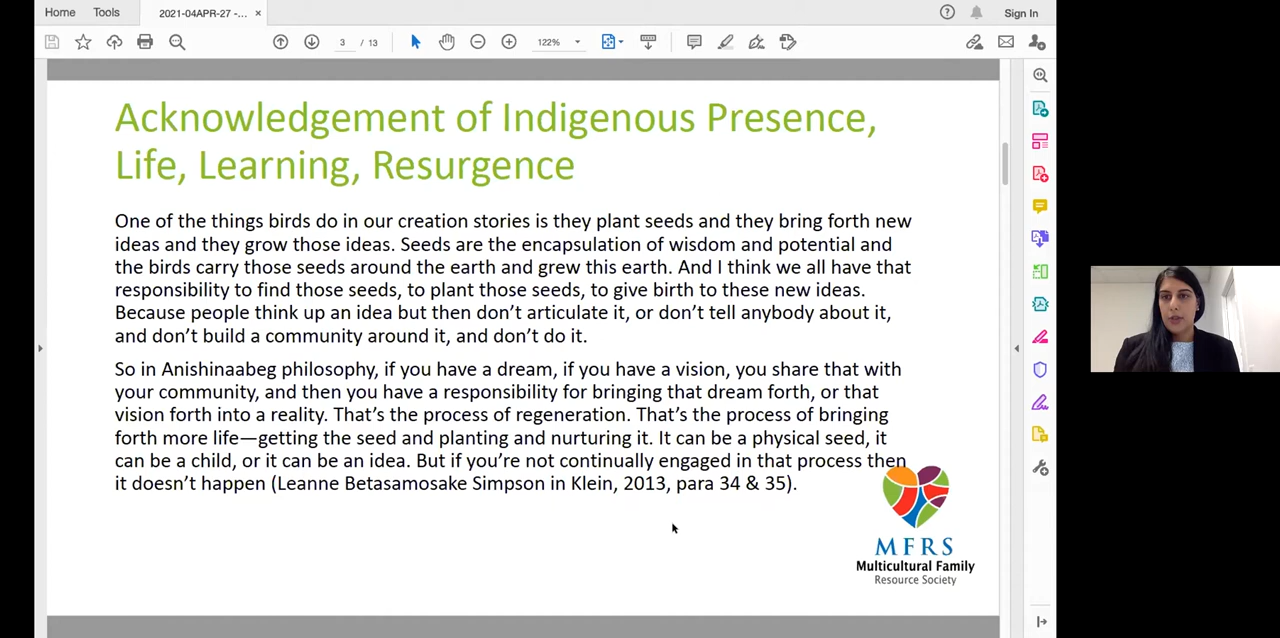 Home Tools 2021-04APR-27 -... × Sign In
3 / 13 122%
Acknowledgement of Indigenous Presence,
Life, Learning, Resurgence
One of the things birds do in our creation stories is they plant seeds and they bring forth new
ideas and they grow those ideas. Seeds are the encapsulation of wisdom and potential and
the birds carry those seeds around the earth and grew this earth. And I think we all have that
responsibility to find those seeds, to plant those seeds, to give birth to these new ideas.
Because people think up an idea but then don’t articulate it, or don’t tell anybody about it,
and don’t build a community around it, and don’t do it.
So in Anishinaabeg philosophy, if you have a dream, if you have a vision, you share that with
your community, and then you have a responsibility for bringing that dream forth, or that
vision forth into a reality. That’s the process of regeneration. That’s the process of bringing
forth more life—getting the seed and planting and nurturing it. It can be a physical seed, it
can be a child, or it can be an idea. But if you’re not continually engaged in that process then
it doesn’t happen (Leanne Betasamosake Simpson in Klein, 2013, para 34 & 35).
MFRS
Multicultural Family
Resource Society